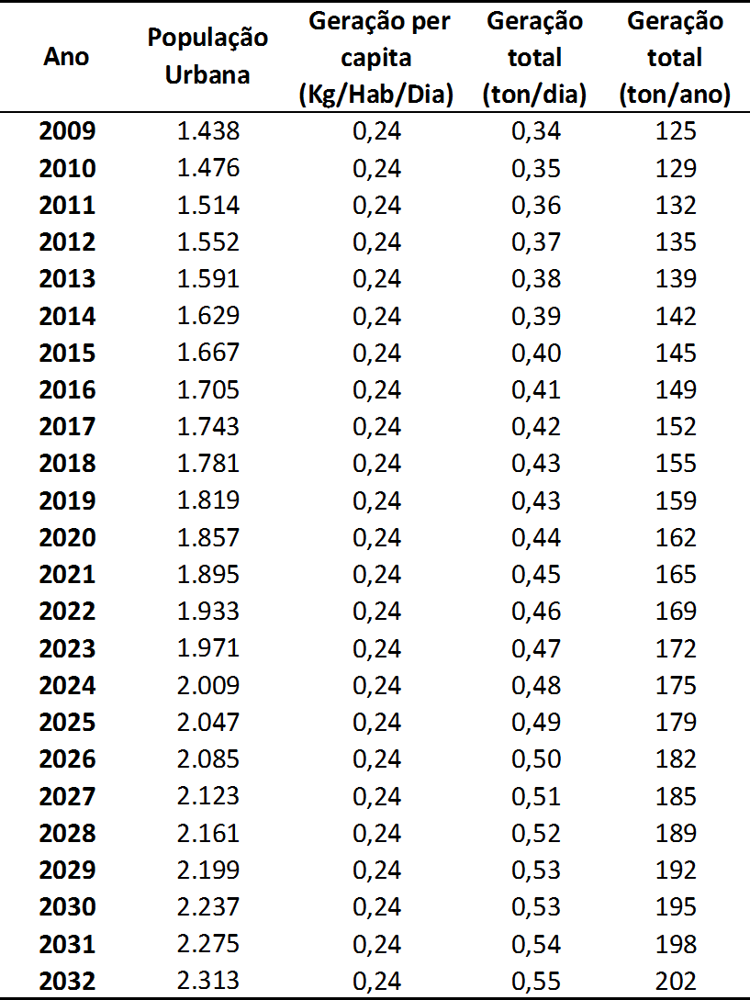 Ano População Urbana Geração per capita (Kg/Hab/Dia) Geração total (ton/dia) Geração total (ton/ano)
2009 1.438 0,24 0,34 125
2010 1.476 0,24 0,35 129
2011 1.514 0,24 0,36 132
2012 1.552 0,24 0,37 135
2013 1.591 0,24 0,38 139
2014 1.629 0,24 0,39 142
2015 1.667 0,24 0,40 145
2016 1.705 0,24 0,41 149
2017 1.743 0,24 0,42 152
2018 1.781 0,24 0,43 155
2019 1.819 0,24 0,43 159
2020 1.857 0,24 0,44 162
2021 1.895 0,24 0,45 165
2022 1.933 0,24 0,46 169
2023 1.971 0,24 0,47 172
2024 2.009 0,24 0,48 175
2025 2.047 0,24 0,49 179
2026 2.085 0,24 0,50 182
2027 2.123 0,24 0,51 185
2028 2.161 0,24 0,52 189
2029 2.199 0,24 0,53 192
2030 2.237 0,24 0,53 195
2031 2.275 0,24 0,54 198
2032 2.313 0,24 0,55 202